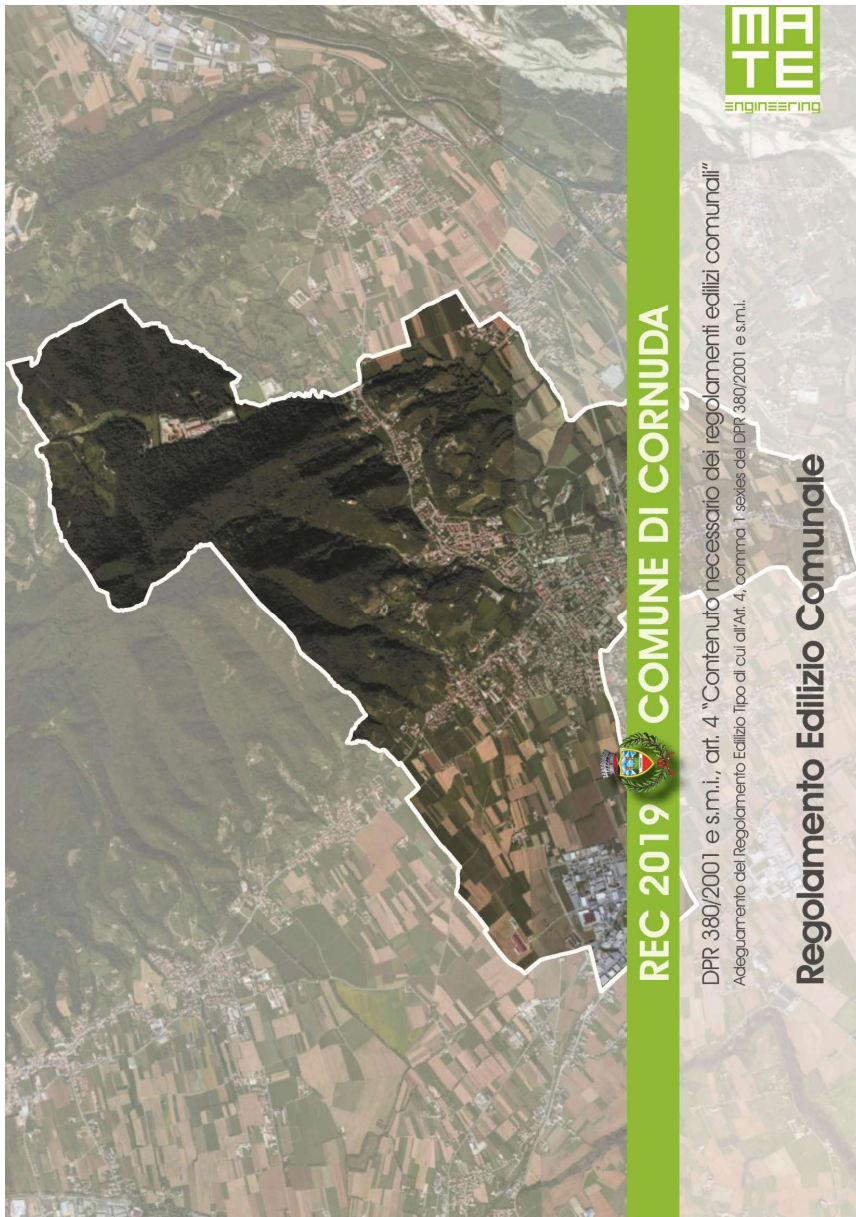 MA
TE
engineering
REC 2019 COMUNE DI CORNUDA
DPR 380/2001 e s.m.i., art. 4 "Contenuto necessario dei regolamenti edilizi comunali"
Adeguamento del Regolamento Edilizio Tipo di cui all'Art. 4, comma 1 sexies del DPR 380/2001 e s.m.i.
Regolamento Edilizio Comunale